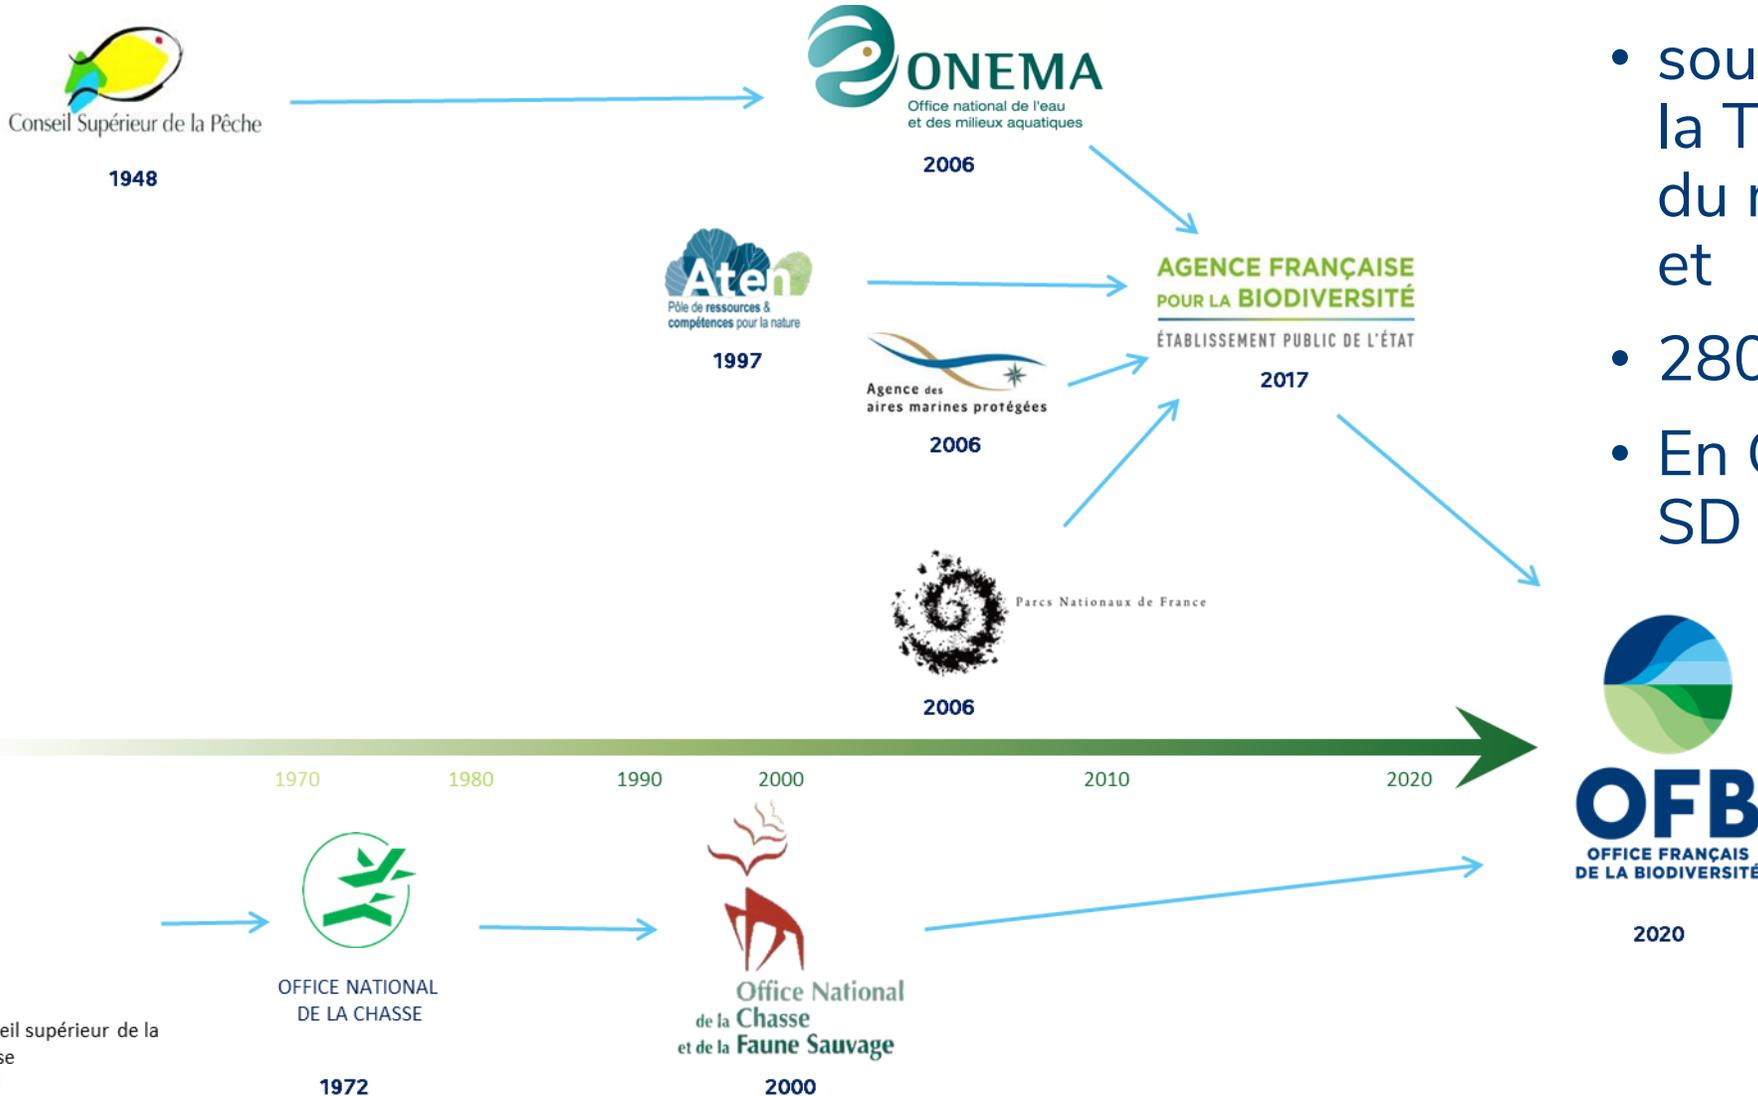 Conseil Supérieur de la Pêche
1948
ONEMA
Office national de l'eau
et des milieux aquatiques
2006
Aten
Pôle de ressources &
compétences pour la nature
1997
Agence des
aires marines protégées
2006
AGENCE FRANÇAISE
POUR LA BIODIVERSITÉ
ÉTABLISSEMENT PUBLIC DE L'ÉTAT
2017
Parcs Nationaux de France
2006
• sou
la T
du
et
• 280
• En
SD
1970 1980 1990 2000 2010 2020
OFB
OFFICE FRANÇAIS
DE LA BIODIVERSITÉ
2020
eil supérieur de la
se
OFFICE NATIONAL
DE LA CHASSE
1972
Office National
de la Chasse
et de la Faune Sauvage
2000